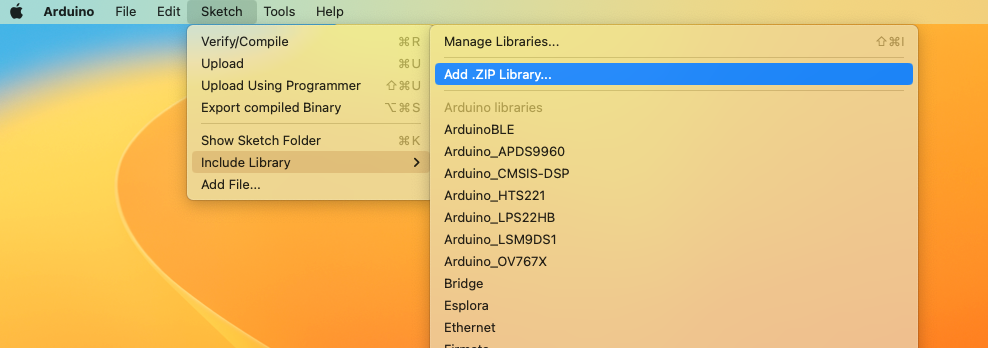 Arduino File Edit Sketch Tools Help
Verify/Compile ⌘R
Upload ⌘U
Upload Using Programmer ⇧⌘U
Export compiled Binary ⌥⌘S
Show Sketch Folder ⌘K
Include Library
Add File...
Manage Libraries... ⇧⌘I
Add .ZIP Library...
Arduino libraries
ArduinoBLE
Arduino_APDS9960
Arduino_CMSIS-DSP
Arduino_HTS221
Arduino_LPS22HB
Arduino_LSM9DS1
Arduino_OV767X
Bridge
Esplora
Ethernet